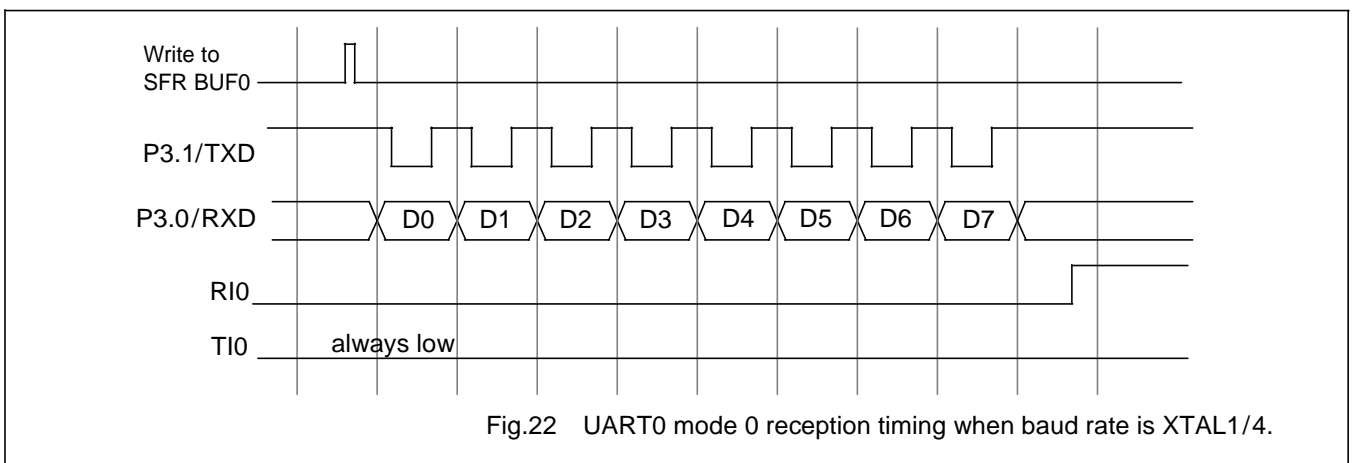 Write to
SFR BUF0
P3.1/TXD
P3.0/RXD D0 D1 D2 D3 D4 D5 D6 D7
RI0
TI0 always low
Fig.22 UART0 mode 0 reception timing when baud rate is XTAL1/4.